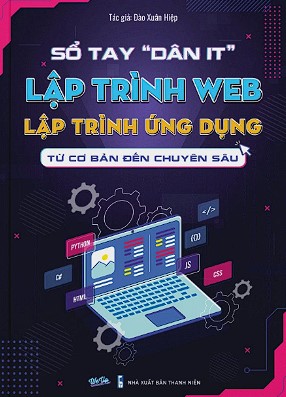 Tác giả: Đào Xuân Hiệp
SỔ TAY “DÂN IT”
LẬP TRÌNH WEB
LẬP TRÌNH ỨNG DỤNG
TỪ CƠ BẢN ĐẾN CHUYÊN SÂU
</>
PYTHON
{()}
C#
JS
CSS
HTML
NHÀ XUẤT BẢN THANH NIÊN